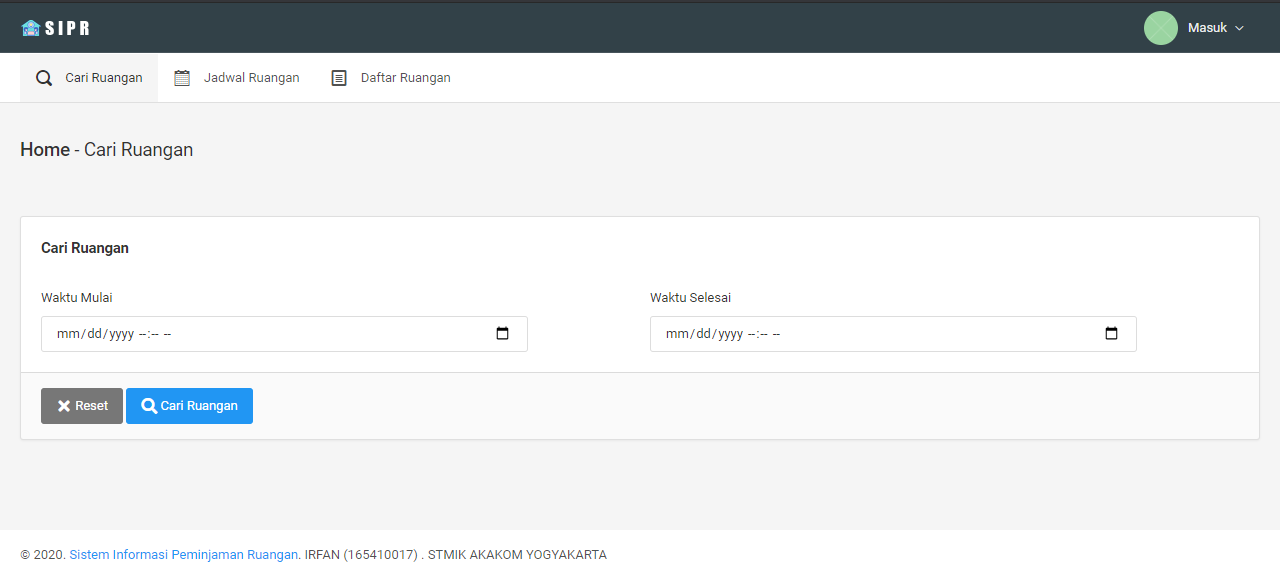 SIPR
Masuk
Cari Ruangan
Jadwal Ruangan
Daftar Ruangan
Home - Cari Ruangan
Cari Ruangan
Waktu Mulai
Waktu Selesai
mm/dd/yyyy --:-- --
mm/dd/yyyy --:-- --
Reset
Cari Ruangan
© 2020. Sistem Informasi Peminjaman Ruangan. IRFAN (165410017) . STMIK AKAKOM YOGYAKARTA